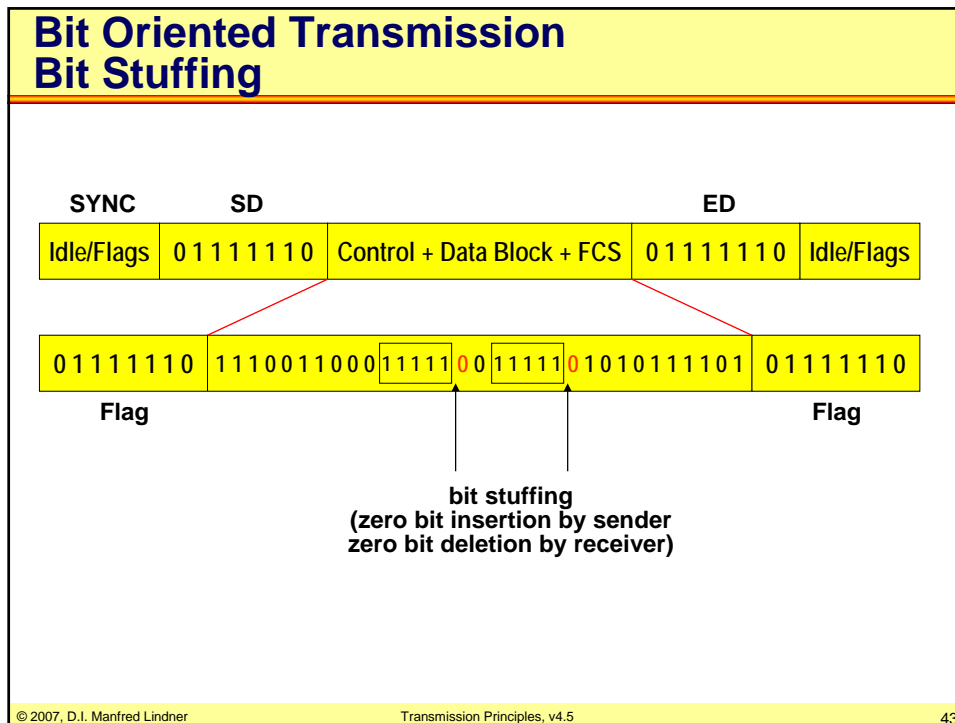 Bit Oriented Transmission
Bit Stuffing
SYNC SD ED
Idle/Flags 0 1 1 1 1 1 1 0 Control + Data Block + FCS 0 1 1 1 1 1 1 0 Idle/Flags
0 1 1 1 1 1 1 0 1 1 1 0 0 1 1 0 0 0 1 1 1 1 1 0 0 1 1 1 1 1 0 1 0 1 0 1 1 1 1 0 1 0 1 1 1 1 1 1 0
Flag Flag
bit stuffing
(zero bit insertion by sender
zero bit deletion by receiver)
© 2007, D.I. Manfred Lindner Transmission Principles, v4.5 43